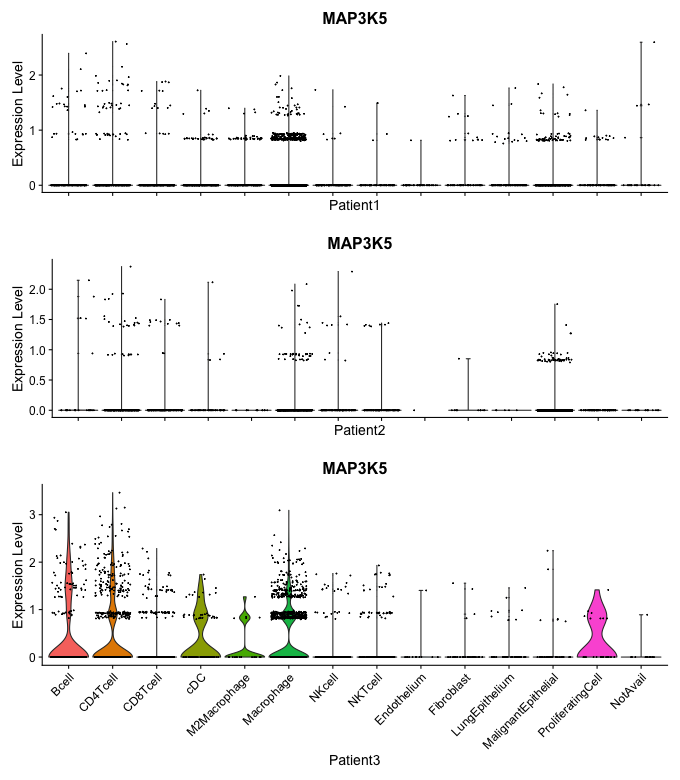 MAP3K5
Expression Level
2
1
0
Patient1
MAP3K5
Expression Level
2.0
1.5
1.0
0.5
0.0
Patient2
MAP3K5
Expression Level
3
2
1
0
Bcell
CD4Tcell
CD8Tcell
cDC
M2Macrophage
Macrophage
NKcell
NKTcell
Endothelium
Fibroblast
LungEpithelium
MalignantEpithelial
ProliferatingCell
NotAvail
Patient3